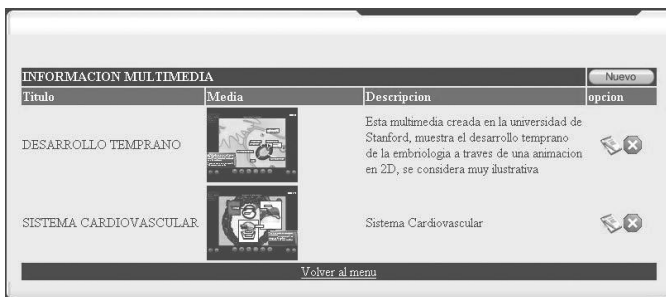 INFORMACION MULTIMEDIA Nuevo
Titulo Media Descripcion opcion
DESARROLLO TEMPRANO
Esta multimedia creada en la universidad de
Stanford, muestra el desarrollo temprano
de la embriologia a traves de una animacion
en 2D, se considera muy ilustrativa
SISTEMA CARDIOVASCULAR
Sistema Cardiovascular
Volver al menu